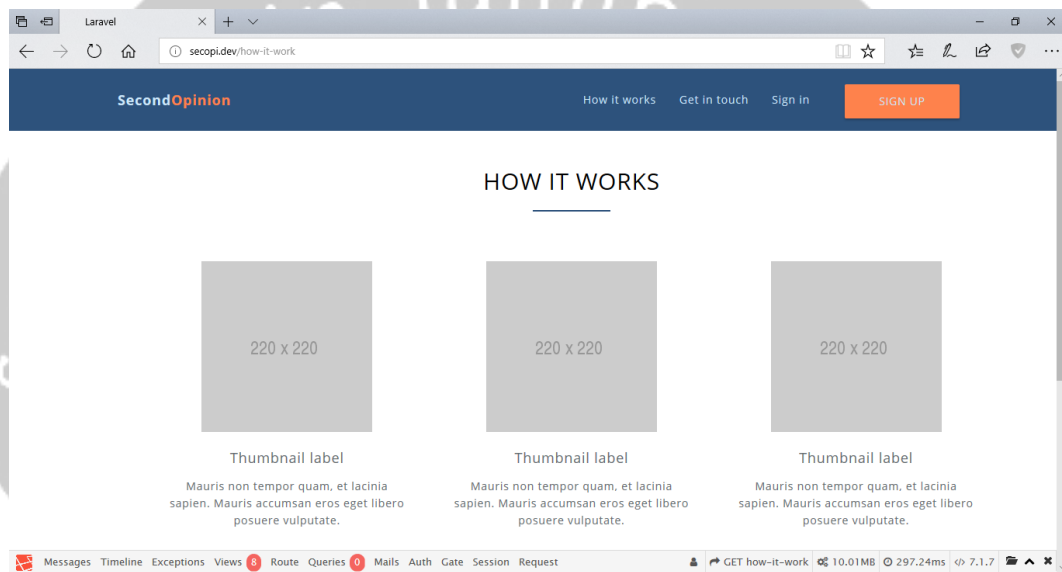 Laravel
secopi.dev/how-it-work
SecondOpinion
How it works Get in touch Sign in SIGN UP
HOW IT WORKS
220 x 220 220 x 220 220 x 220
Thumbnail label Thumbnail label Thumbnail label
Mauris non tempor quam, et lacinia Mauris non tempor quam, et lacinia Mauris non tempor quam, et lacinia
sapien. Mauris accumsan eros eget libero sapien. Mauris accumsan eros eget libero sapien. Mauris accumsan eros eget libero
posuere vulputate. posuere vulputate. posuere vulputate.
Messages Timeline Exceptions Views 8 Route Queries 0 Mails Auth Gate Session Request GET how-it-work 10.01MB 297.24ms 7.1.7